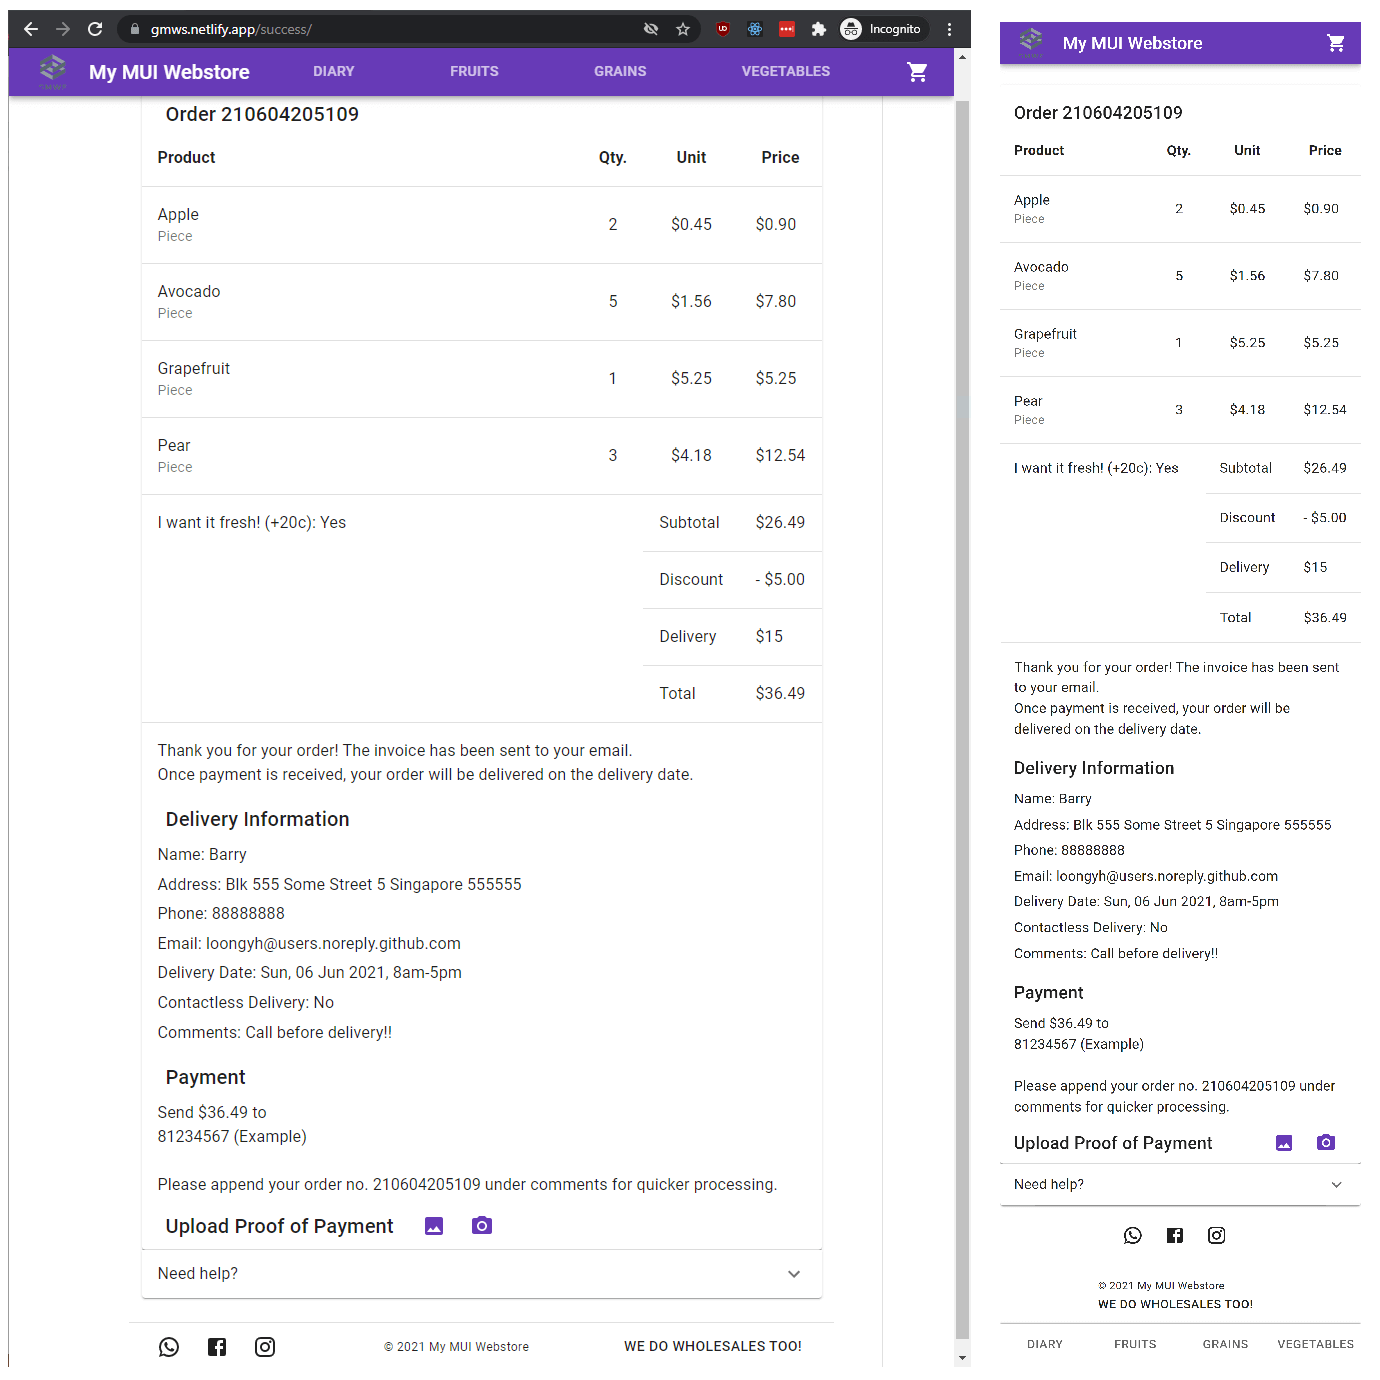 gmws.netlify.app/success/
Incognito
My MUI Webstore
DIARY
FRUITS
GRAINS
VEGETABLES
Order 210604205109
Product Qty. Unit Price
Apple
Piece
2 $0.45 $0.90
Avocado
Piece
5 $1.56 $7.80
Grapefruit
Piece
1 $5.25 $5.25
Pear
Piece
3 $4.18 $12.54
I want it fresh! (+20c): Yes
Subtotal $26.49
Discount - $5.00
Delivery $15
Total $36.49
Thank you for your order! The invoice has been sent to your email.
Once payment is received, your order will be delivered on the delivery date.
Delivery Information
Name: Barry
Address: Blk 555 Some Street 5 Singapore 555555
Phone: 88888888
Email: loongyh@users.noreply.github.com
Delivery Date: Sun, 06 Jun 2021, 8am-5pm
Contactless Delivery: No
Comments: Call before delivery!!
Payment
Send $36.49 to
81234567 (Example)
Please append your order no. 210604205109 under comments for quicker processing.
Upload Proof of Payment
Need help?
© 2021 My MUI Webstore
WE DO WHOLESALES TOO!
My MUI Webstore
Order 210604205109
Product Qty. Unit Price
Apple
Piece
2 $0.45 $0.90
Avocado
Piece
5 $1.56 $7.80
Grapefruit
Piece
1 $5.25 $5.25
Pear
Piece
3 $4.18 $12.54
I want it fresh! (+20c): Yes
Subtotal $26.49
Discount - $5.00
Delivery $15
Total $36.49
Thank you for your order! The invoice has been sent
to your email.
Once payment is received, your order will be
delivered on the delivery date.
Delivery Information
Name: Barry
Address: Blk 555 Some Street 5 Singapore 555555
Phone: 88888888
Email: loongyh@users.noreply.github.com
Delivery Date: Sun, 06 Jun 2021, 8am-5pm
Contactless Delivery: No
Comments: Call before delivery!!
Payment
Send $36.49 to
81234567 (Example)
Please append your order no. 210604205109 under
comments for quicker processing.
Upload Proof of Payment
Need help?
© 2021 My MUI Webstore
WE DO WHOLESALES TOO!
DIARY
FRUITS
GRAINS
VEGETABLES